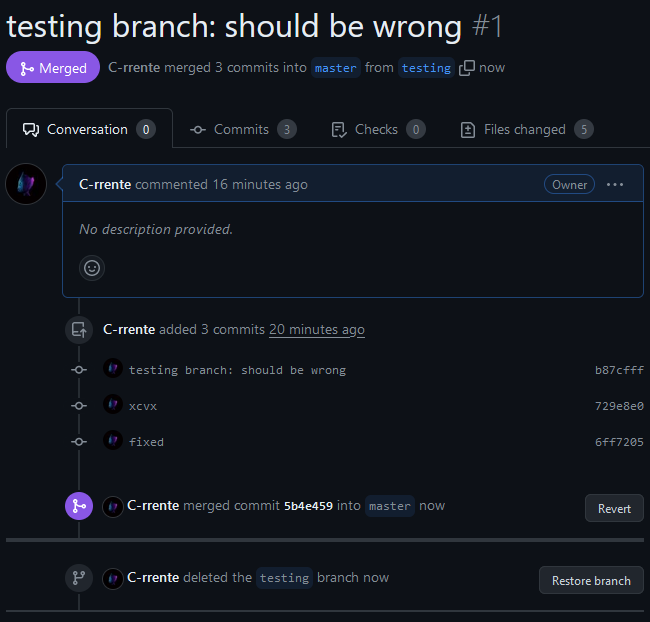 testing branch: should be wrong #1
Merged C-rrente merged 3 commits into master from testing now
Conversation 0 Commits 3 Checks 0 Files changed 5
C-rrente commented 16 minutes ago Owner ...
No description provided.
C-rrente added 3 commits 20 minutes ago
testing branch: should be wrong b87cfff
xcvx 729e8e0
fixed 6ff7205
C-rrente merged commit 5b4e459 into master now Revert
C-rrente deleted the testing branch now Restore branch